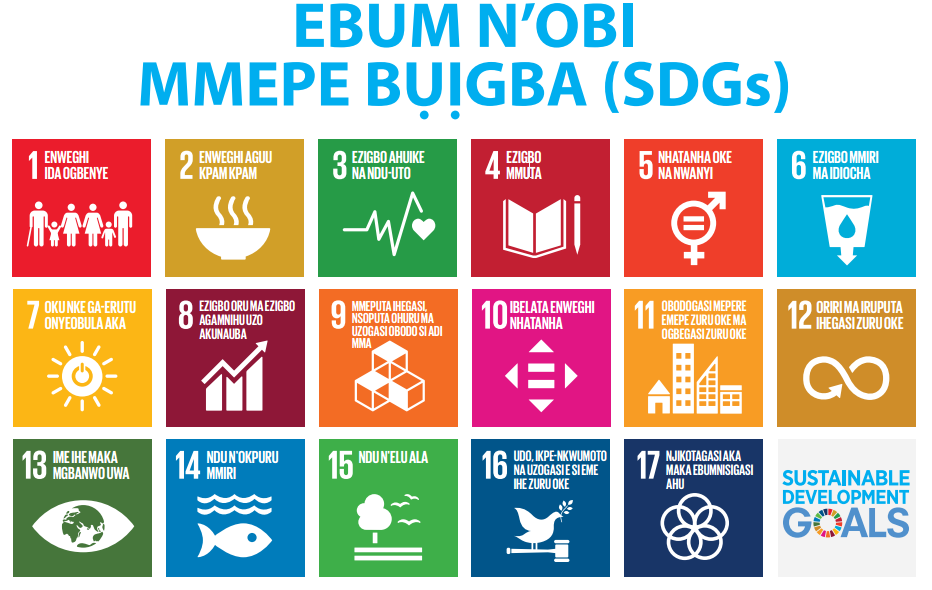 EBUM N’OBI
MMEPE BỤỊGBA (SDGs)
1 ENWEGHI
IDA OGBENYE
2 ENWEGHI AGUU
KPAM KPAM
3 EZIGBO AHUIKE
NA NDU-UTO
4 EZIGBO
MMUTA
5 NHATANHA OKE
NA NWANYI
6 EZIGBO MMIRI
MA IDIOCHA
7 OKU NKE GA-ERUTU
ONYEOBULA AKA
8 EZIGBO ORU MA EZIGBO
AGAMNIHU UZO
AKUNAUBA
9 MMEPUTA IHEGASI,
NSOPUTA OHURU MA
UZOGASI OBODO SI ADI
MMA
10 IBELATA ENWEGHI
NHATANHA
11 OBODOGASI MEPERE
EMEPE ZURU OKE MA
OGBEGASI ZURU OKE
12 ORIRI MA IRUPUTA
IHEGASI ZURU OKE
13 IME IHE MAKA
MGBANWO UWA
14 NDU N’OKPURU
MMIRI
15 NDU N’ELU ALA
16 UDO, IKPE-NKWUMOTO
NA UZOGASI E SI EME
IHE ZURU OKE
17 NJIKOTAGASI AKA
MAKA EBUMNISIGASI
AHU
SUSTAINABLE
DEVELOPMENT
GOALS